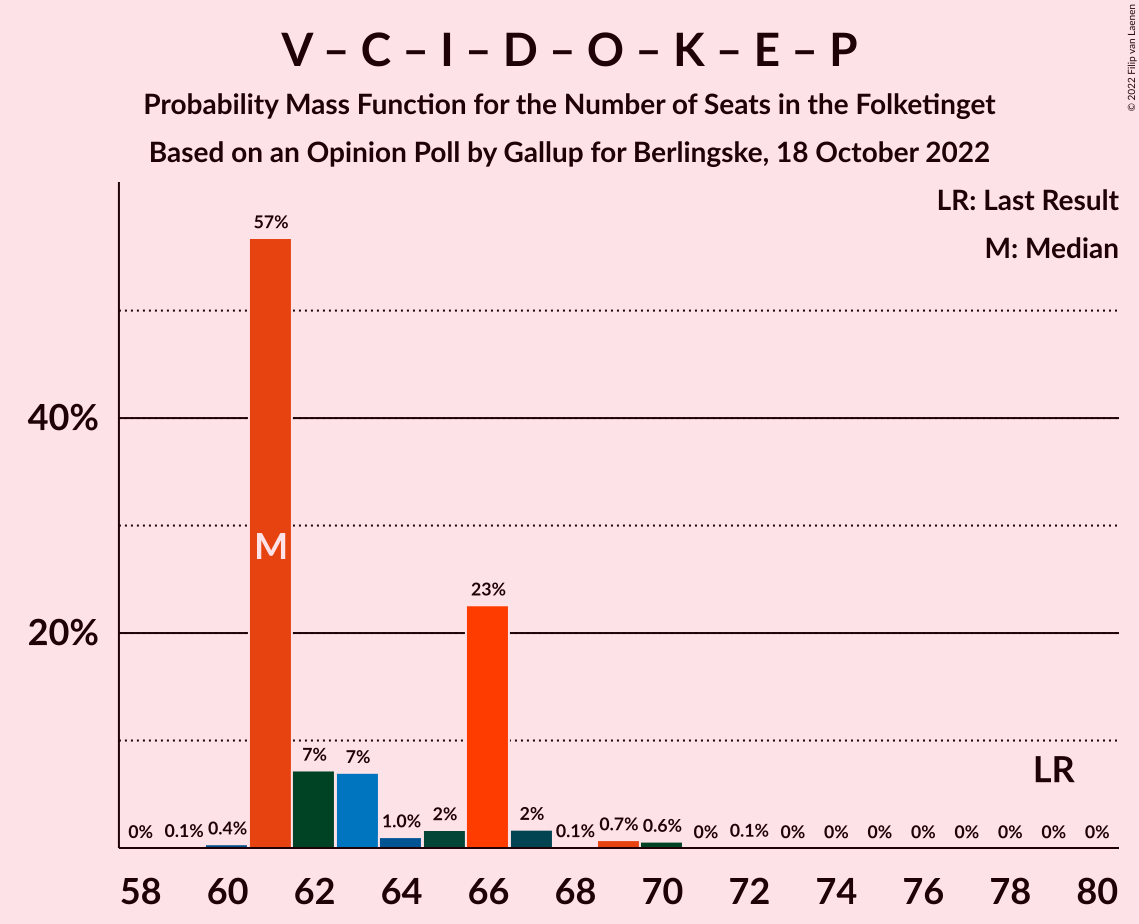 V – C – I – D – O – K – E – P
Probability Mass Function for the Number of Seats in the Folketinget
Based on an Opinion Poll by Gallup for Berlingske, 18 October 2022
© 2022 Filip van Laenen
LR: Last Result
M: Median
57%
40%
M
23%
20%
7%
7%
LR
0%
0.1%
0.4%
1.0%
2%
2%
0.1%
0.7%
0.6%
0%
0.1%
0%
0%
0%
0%
0%
0%
0%
0%
58 60 62 64 66 68 70 72 74 76 78 80